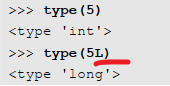 >>> type(5)
<type 'int'>
>>> type(5L)
<type 'long'>